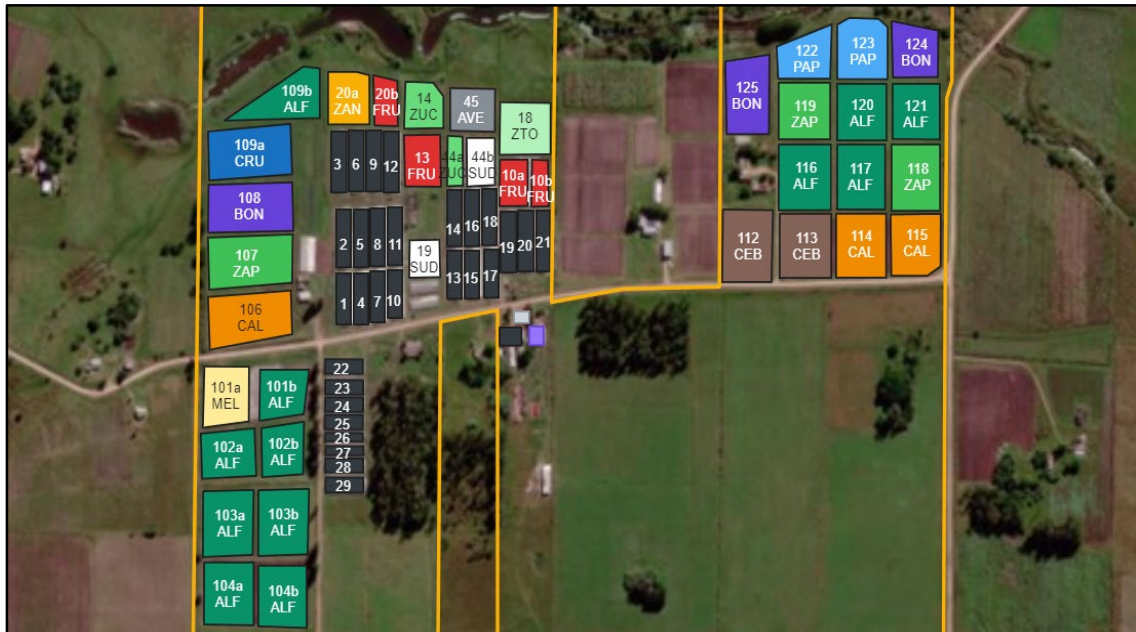 109b
ALF
20a
ZAN
20b
FRU
14
ZUC
45
AVE
18
ZTO
109a
CRU
3
6
9
12
13
FRU
44a
ZUC
44b
SUD
10a
FRU
10b
FRU
108
BON
2
5
8
11
14
16
18
19
20
21
107
ZAP
19
SUD
13
15
17
106
CAL
1
4
7
10
101a
MEL
101b
ALF
102a
ALF
102b
ALF
103a
ALF
103b
ALF
104a
ALF
104b
ALF
22
23
24
25
26
27
28
29
125
BON
122
PAP
123
PAP
124
BON
119
ZAP
120
ALF
121
ALF
116
ALF
117
ALF
118
ZAP
112
CEB
113
CEB
114
CAL
115
CAL